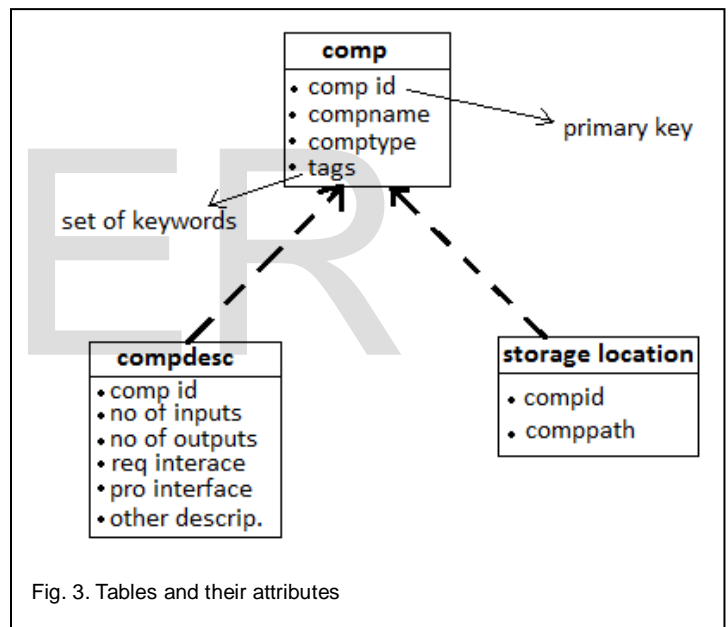 comp
• comp id
• compname
• comptype
• tags
primary key
set of keywords
ER
compdesc
• comp id
• no of inputs
• no of outputs
• req interace
• pro interface
• other descrip.
storage location
• compid
• comppath
Fig. 3. Tables and their attributes